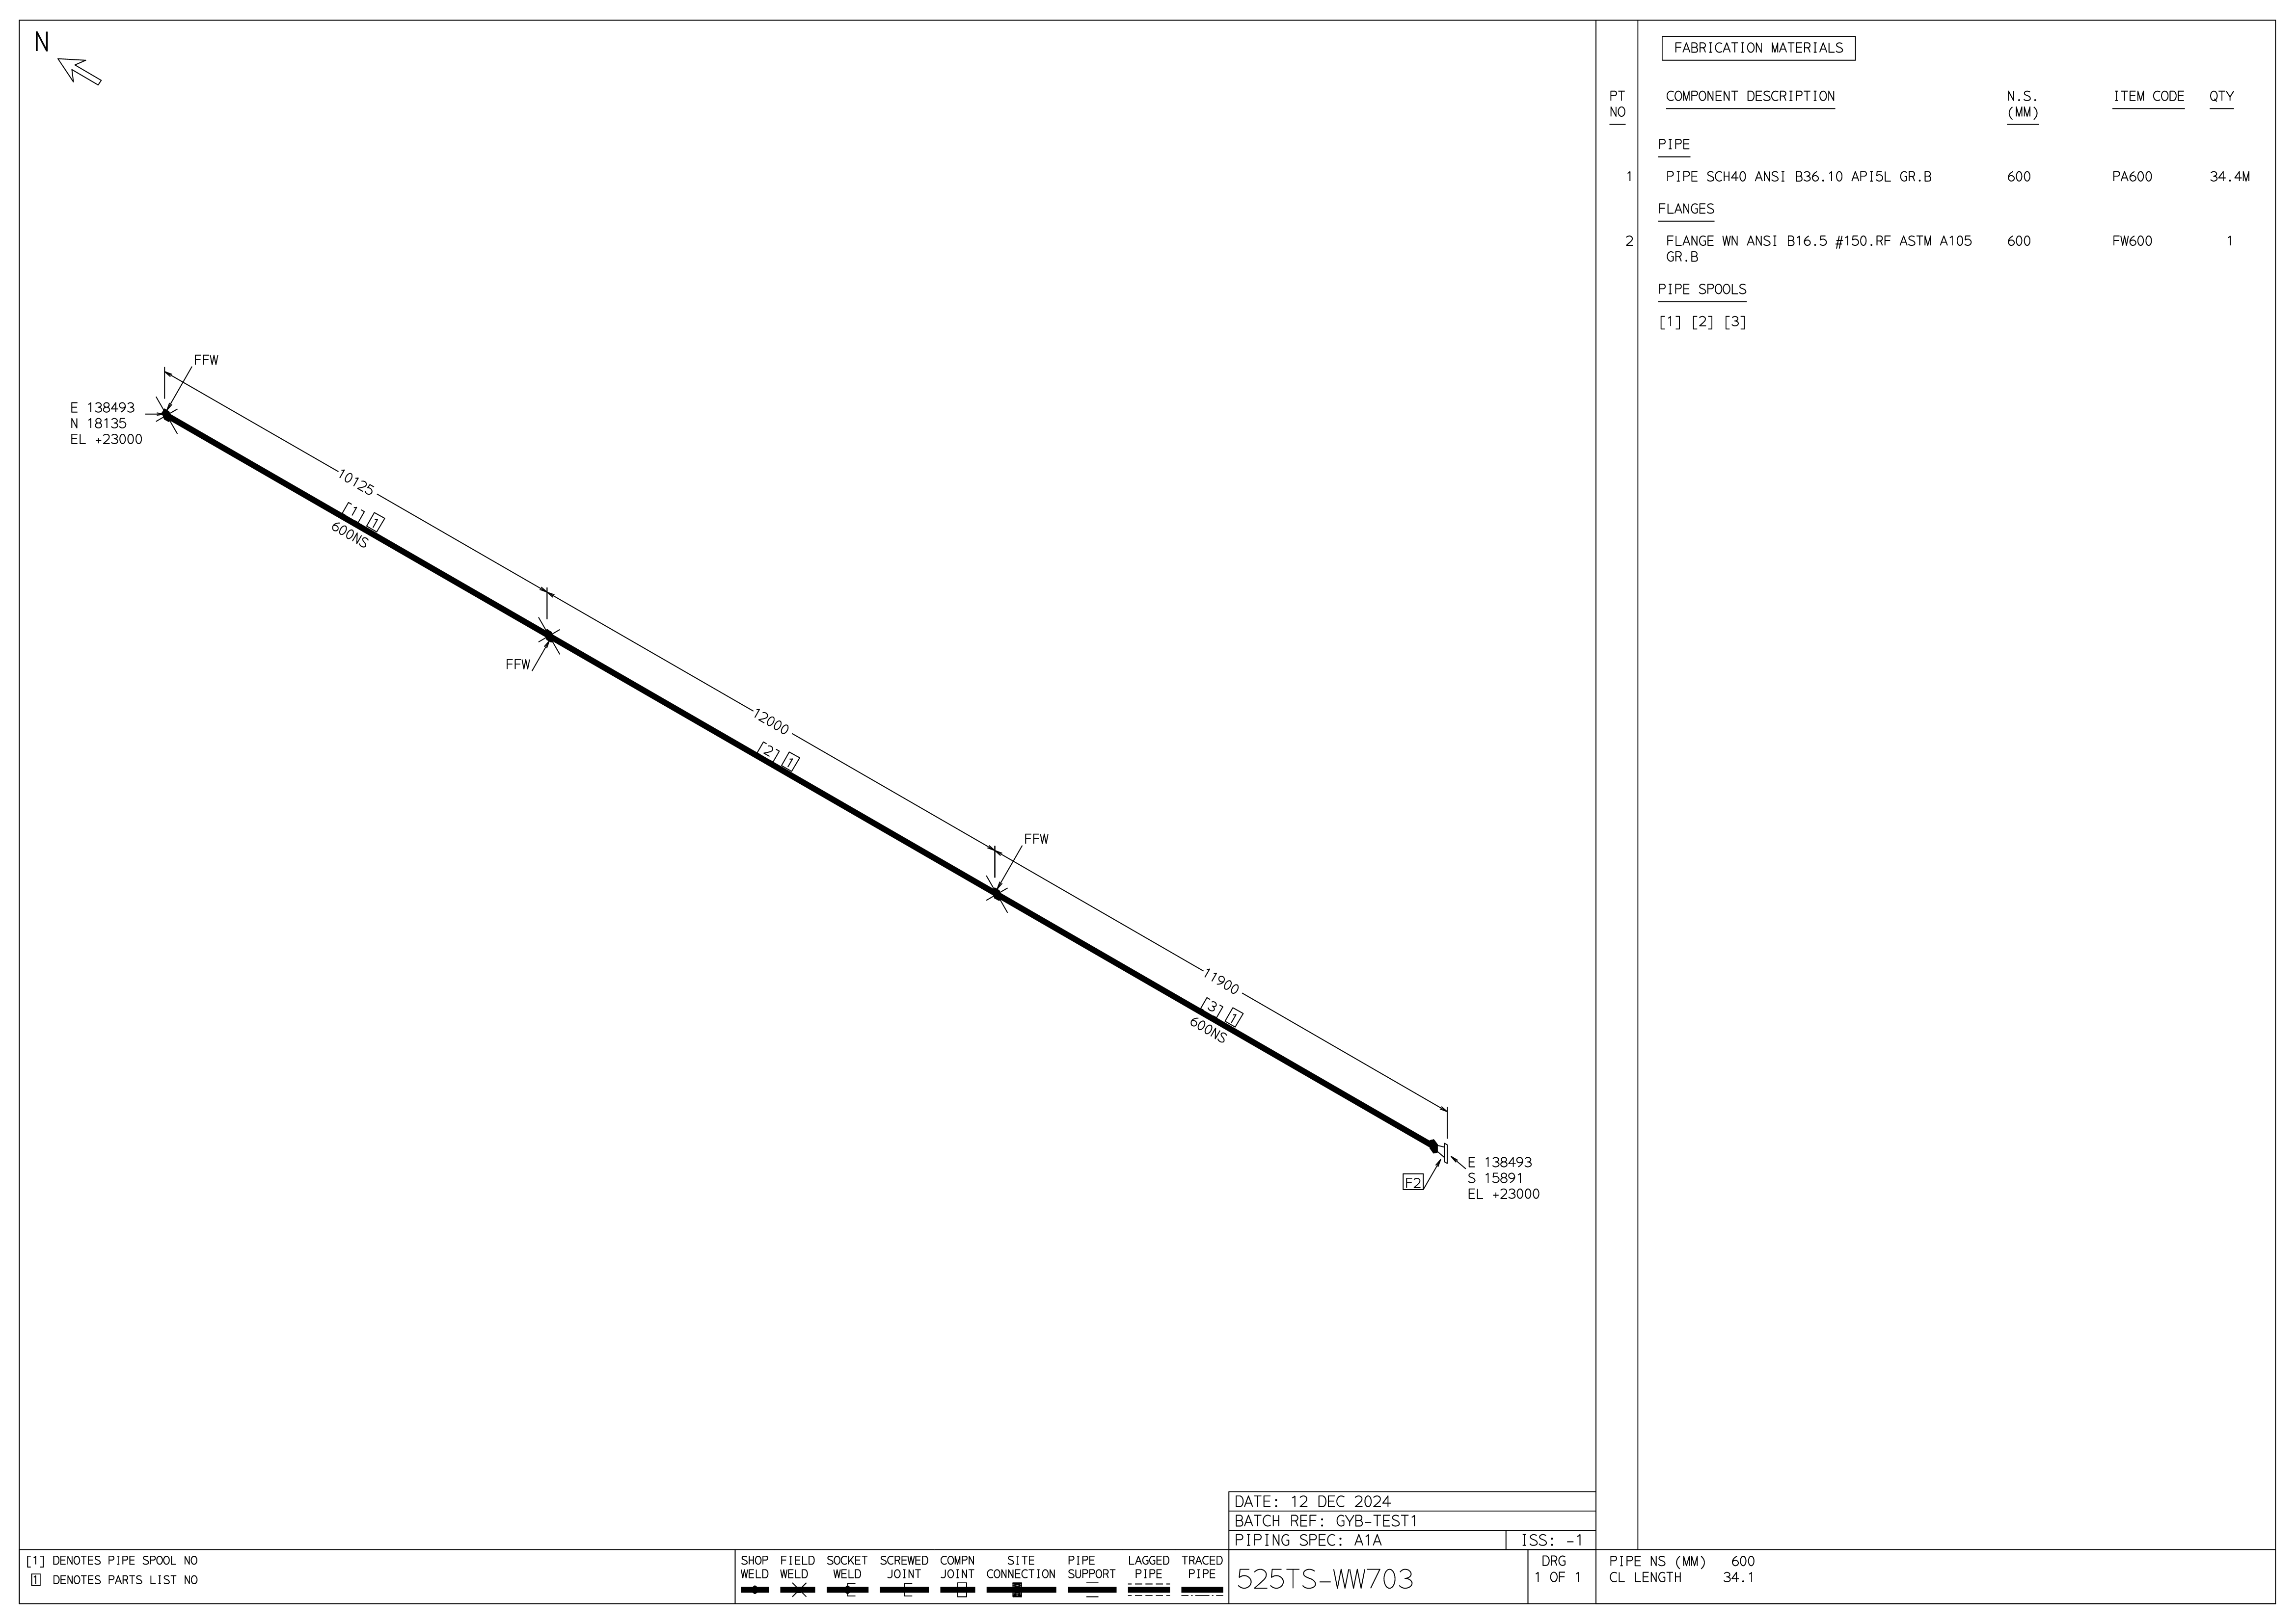 N
FFW
E 138493
N 18135
EL +23000
10125
[1] 1
600NS
FFW
12000
[2] 1
FFW
11900
[3] 1
600NS
F2
E 138493
S 15891
EL +23000
FABRICATION MATERIALS
PT NO COMPONENT DESCRIPTION N.S. (MM) ITEM CODE QTY
PIPE
1 PIPE SCH40 ANSI B36.10 API5L GR.B 600 PA600 34.4M
FLANGES
2 FLANGE WN ANSI B16.5 #150.RF ASTM A105 600 FW600 1
GR.B
PIPE SPOOLS
[1] [2] [3]
DATE: 12 DEC 2024
BATCH REF: GYB-TEST1
PIPING SPEC: A1A ISS: -1
[1] DENOTES PIPE SPOOL NO
1 DENOTES PARTS LIST NO
SHOP WELD
FIELD WELD
SOCKET WELD
SCREWED JOINT
COMPN JOINT
SITE CONNECTION
PIPE SUPPORT
LAGGED PIPE
TRACED PIPE
525TS-WW703
DRG
1 OF 1
PIPE NS (MM) 600
CL LENGTH 34.1